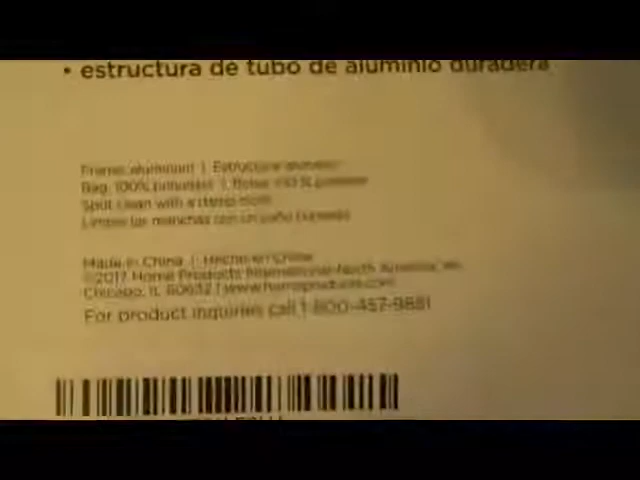 • estructura de tubo de aluminio duradera
Frame: aluminum | Estructura: aluminio
Bag: 100% polyester | Bolsa: 100% poliéster
Spot clean with a damp cloth
Limpie las manchas con un paño húmedo
Made in China | Hecho en China
©2017 Home Products International-North America, Inc.
Chicago, IL 60632 | www.homeproducts.com
For product inquiries call 1-800-457-9881